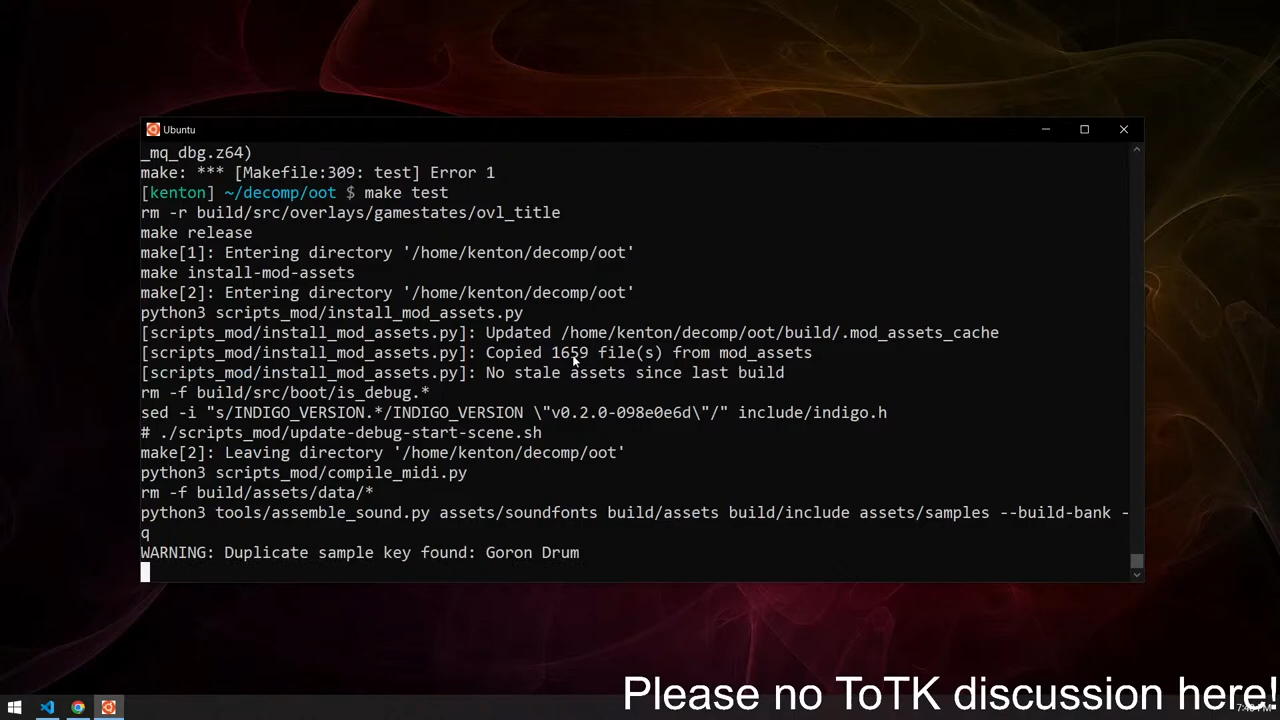 Ubuntu
_mq_dbg.z64)
make: *** [Makefile:309: test] Error 1
[kenton] ~/decomp/oot $ make test
rm -r build/src/overlays/gamestates/ovl_title
make release
make[1]: Entering directory '/home/kenton/decomp/oot'
make install-mod-assets
make[2]: Entering directory '/home/kenton/decomp/oot'
python3 scripts_mod/install_mod_assets.py
[scripts_mod/install_mod_assets.py]: Updated /home/kenton/decomp/oot/build/.mod_assets_cache
[scripts_mod/install_mod_assets.py]: Copied 1659 file(s) from mod_assets
[scripts_mod/install_mod_assets.py]: No stale assets since last build
rm -f build/src/boot/is_debug.*
sed -i "s/INDIGO_VERSION.*/INDIGO_VERSION \"v0.2.0-098e0e6d\"/" include/indigo.h
# ./scripts_mod/update-debug-start-scene.sh
make[2]: Leaving directory '/home/kenton/decomp/oot'
python3 scripts_mod/compile_midi.py
rm -f build/assets/data/*
python3 tools/assemble_sound.py assets/soundfonts build/assets build/include assets/samples --build-bank -
q
WARNING: Duplicate sample key found: Goron Drum
Please no ToTK discussion here!